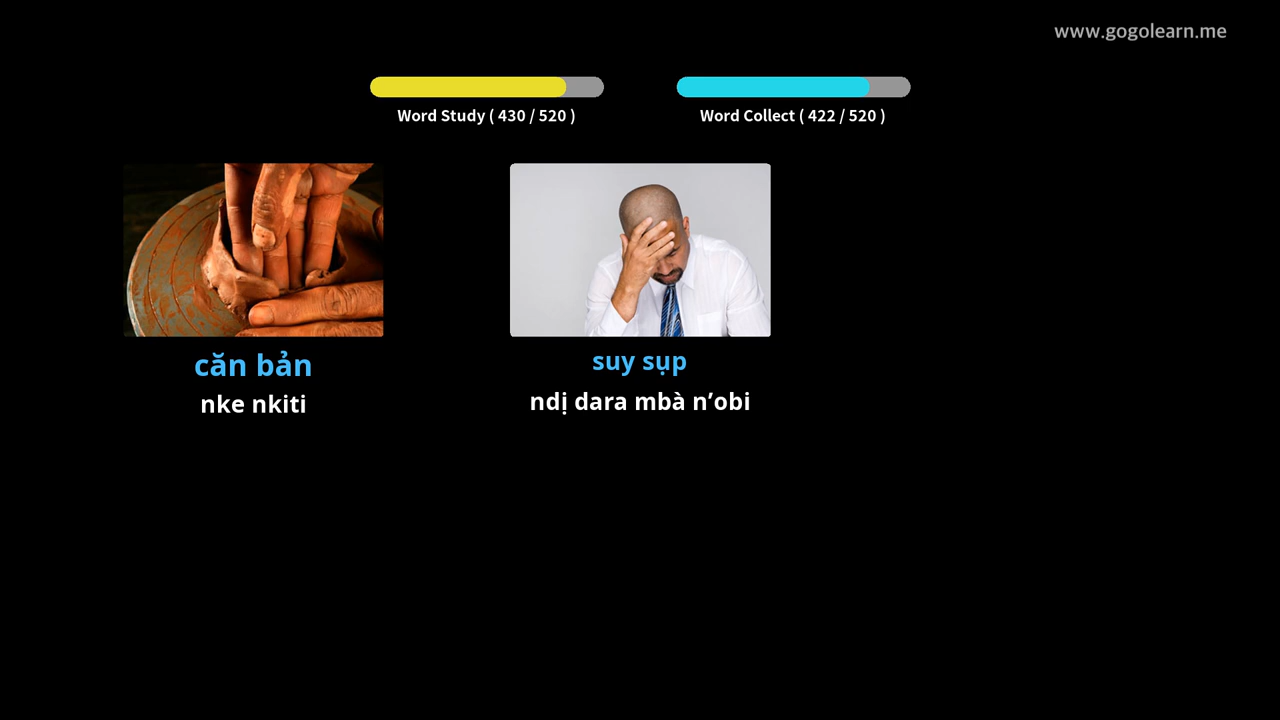 www.gogolearn.me
Word Study ( 430 / 520 )
Word Collect ( 422 / 520 )
căn bản
nke nkiti
suy sụp
ndị dara mbà n’obi